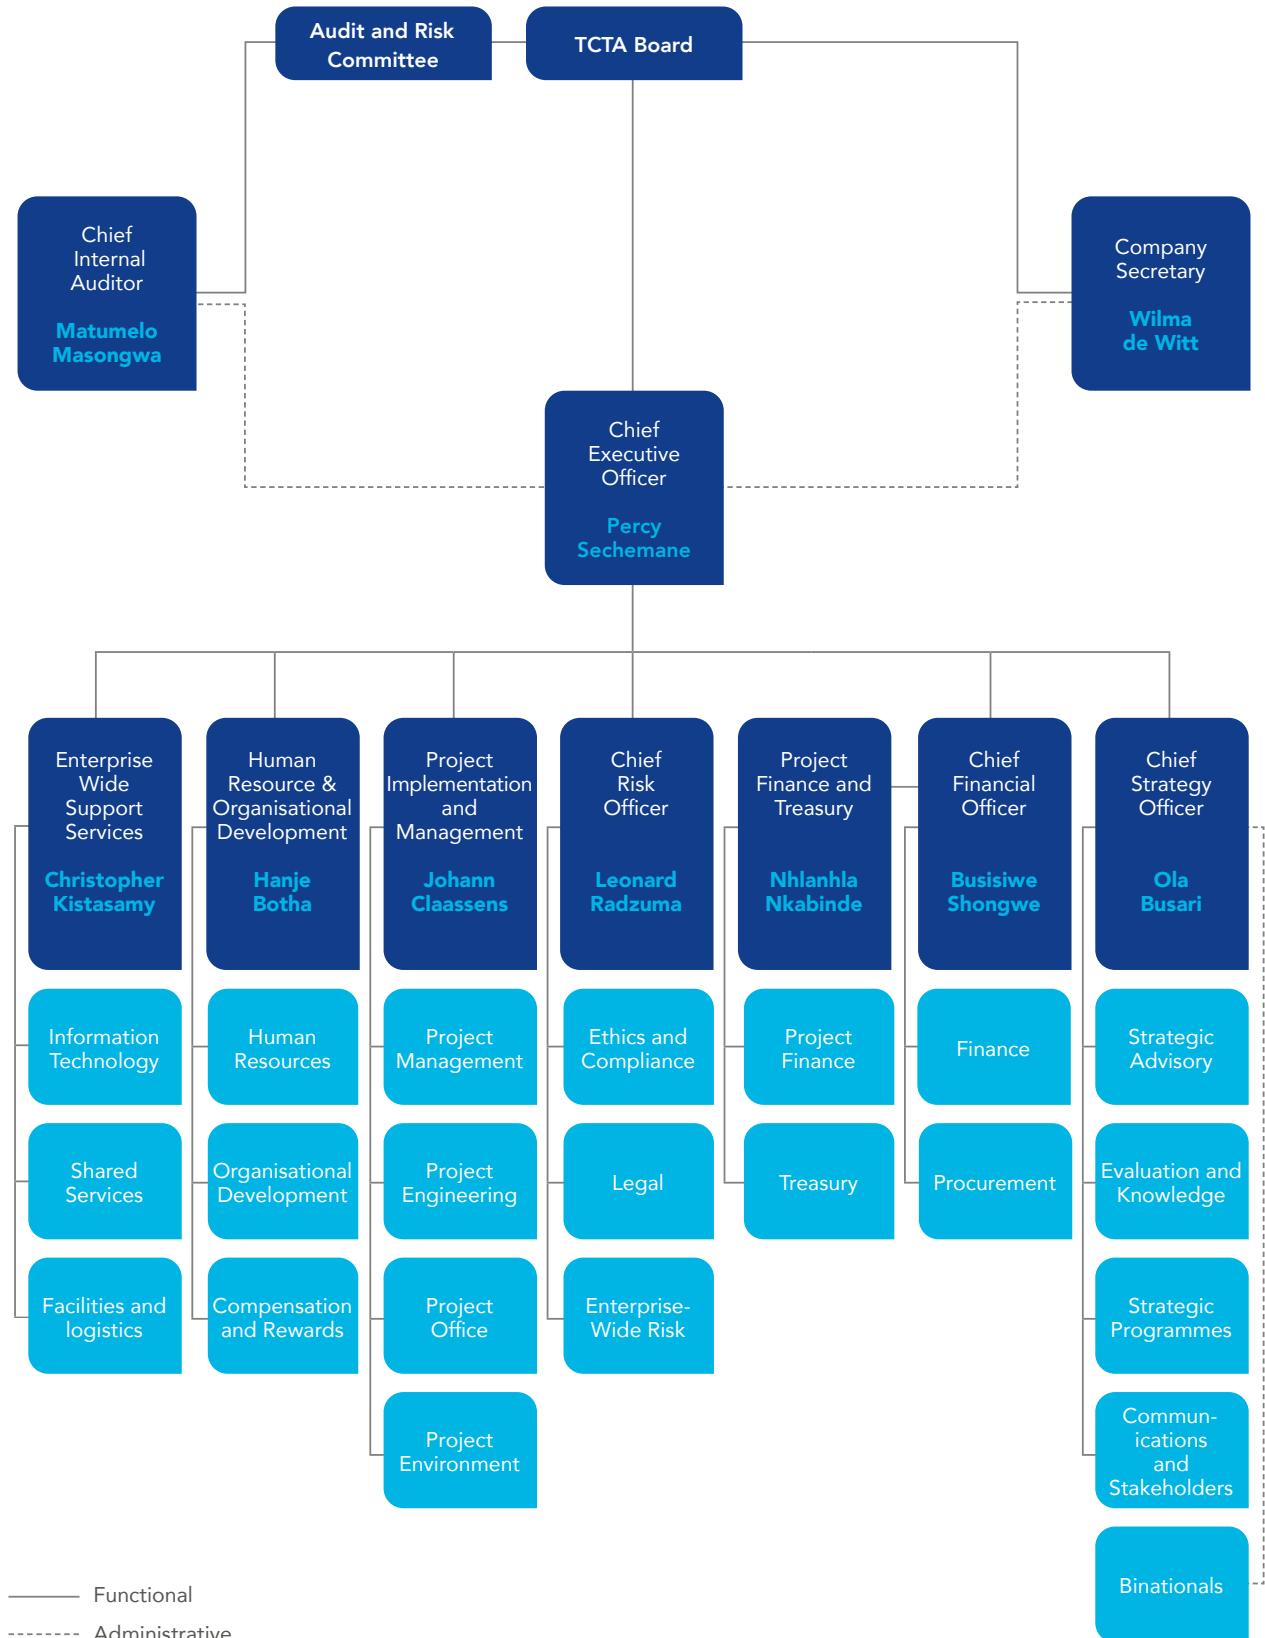 Audit and Risk
Committee
TCTA Board
Chief
Internal
Auditor
Matumelo
Masongwa
Company
Secretary
Wilma
de Witt
Chief
Executive
Officer
Percy
Sechemane
Enterprise
Wide
Support
Services
Christopher
Kistasamy
Human
Resource &
Organisational
Development
Hanje
Botha
Project
Implementation
and
Management
Johann
Claassens
Chief
Risk
Officer
Leonard
Radzuma
Project
Finance and
Treasury
Nhlanhla
Nkabinde
Chief
Financial
Officer
Busisiwe
Shongwe
Chief
Strategy
Officer
Ola
Busari
Information
Technology
Human
Resources
Project
Management
Ethics and
Compliance
Project
Finance
Finance
Strategic
Advisory
Shared
Services
Organisational
Development
Project
Engineering
Legal
Treasury
Procurement
Evaluation and
Knowledge
Facilities and
logistics
Compensation
and Rewards
Project
Office
Enterprise-
Wide Risk
Strategic
Programmes
Project
Environment
Commun-
ications
and
Stakeholders
Binationals
Functional
Administrative